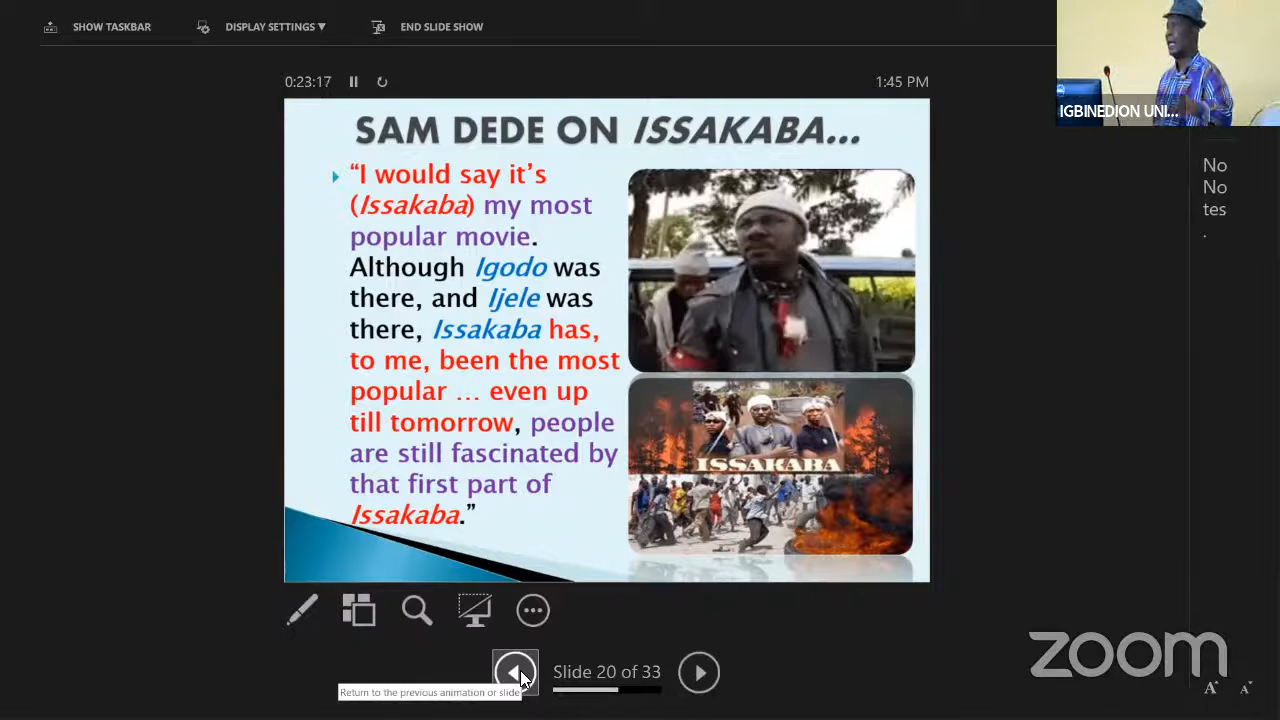 SHOW TASKBAR
DISPLAY SETTINGS ▼
END SLIDE SHOW
0:23:17
1:45 PM
IGBINEDION UNI...
SAM DEDE ON ISSAKABA...
“I would say it’s
(Issakaba) my most
popular movie.
Although Igodo was
there, and Ijele was
there, Issakaba has,
to me, been the most
popular … even up
till tomorrow, people
are still fascinated by
that first part of
Issakaba.”
ISSAKABA
No
No
tes
.
Slide 20 of 33
Return to the previous animation or slide
zoom
A
A